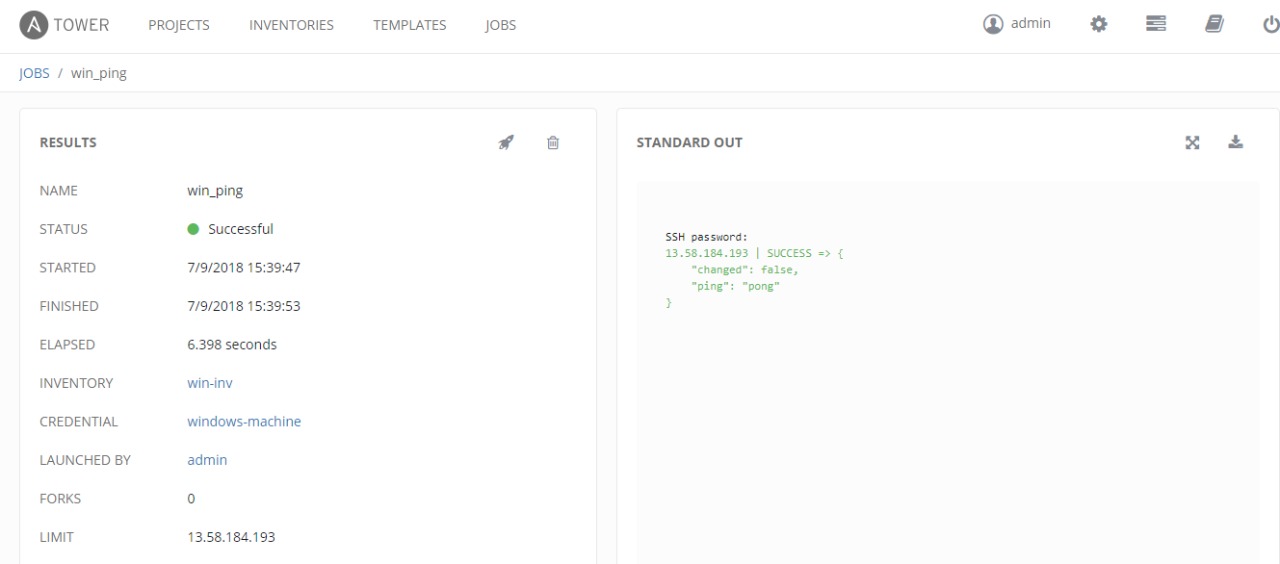 TOWER PROJECTS INVENTORIES TEMPLATES JOBS admin
JOBS / win_ping
RESULTS
NAME win_ping
STATUS Successful
STARTED 7/9/2018 15:39:47
FINISHED 7/9/2018 15:39:53
ELAPSED 6.398 seconds
INVENTORY win-inv
CREDENTIAL windows-machine
LAUNCHED BY admin
FORKS 0
LIMIT 13.58.184.193
STANDARD OUT
SSH password:
13.58.184.193 | SUCCESS => {
    "changed": false,
    "ping": "pong"
}